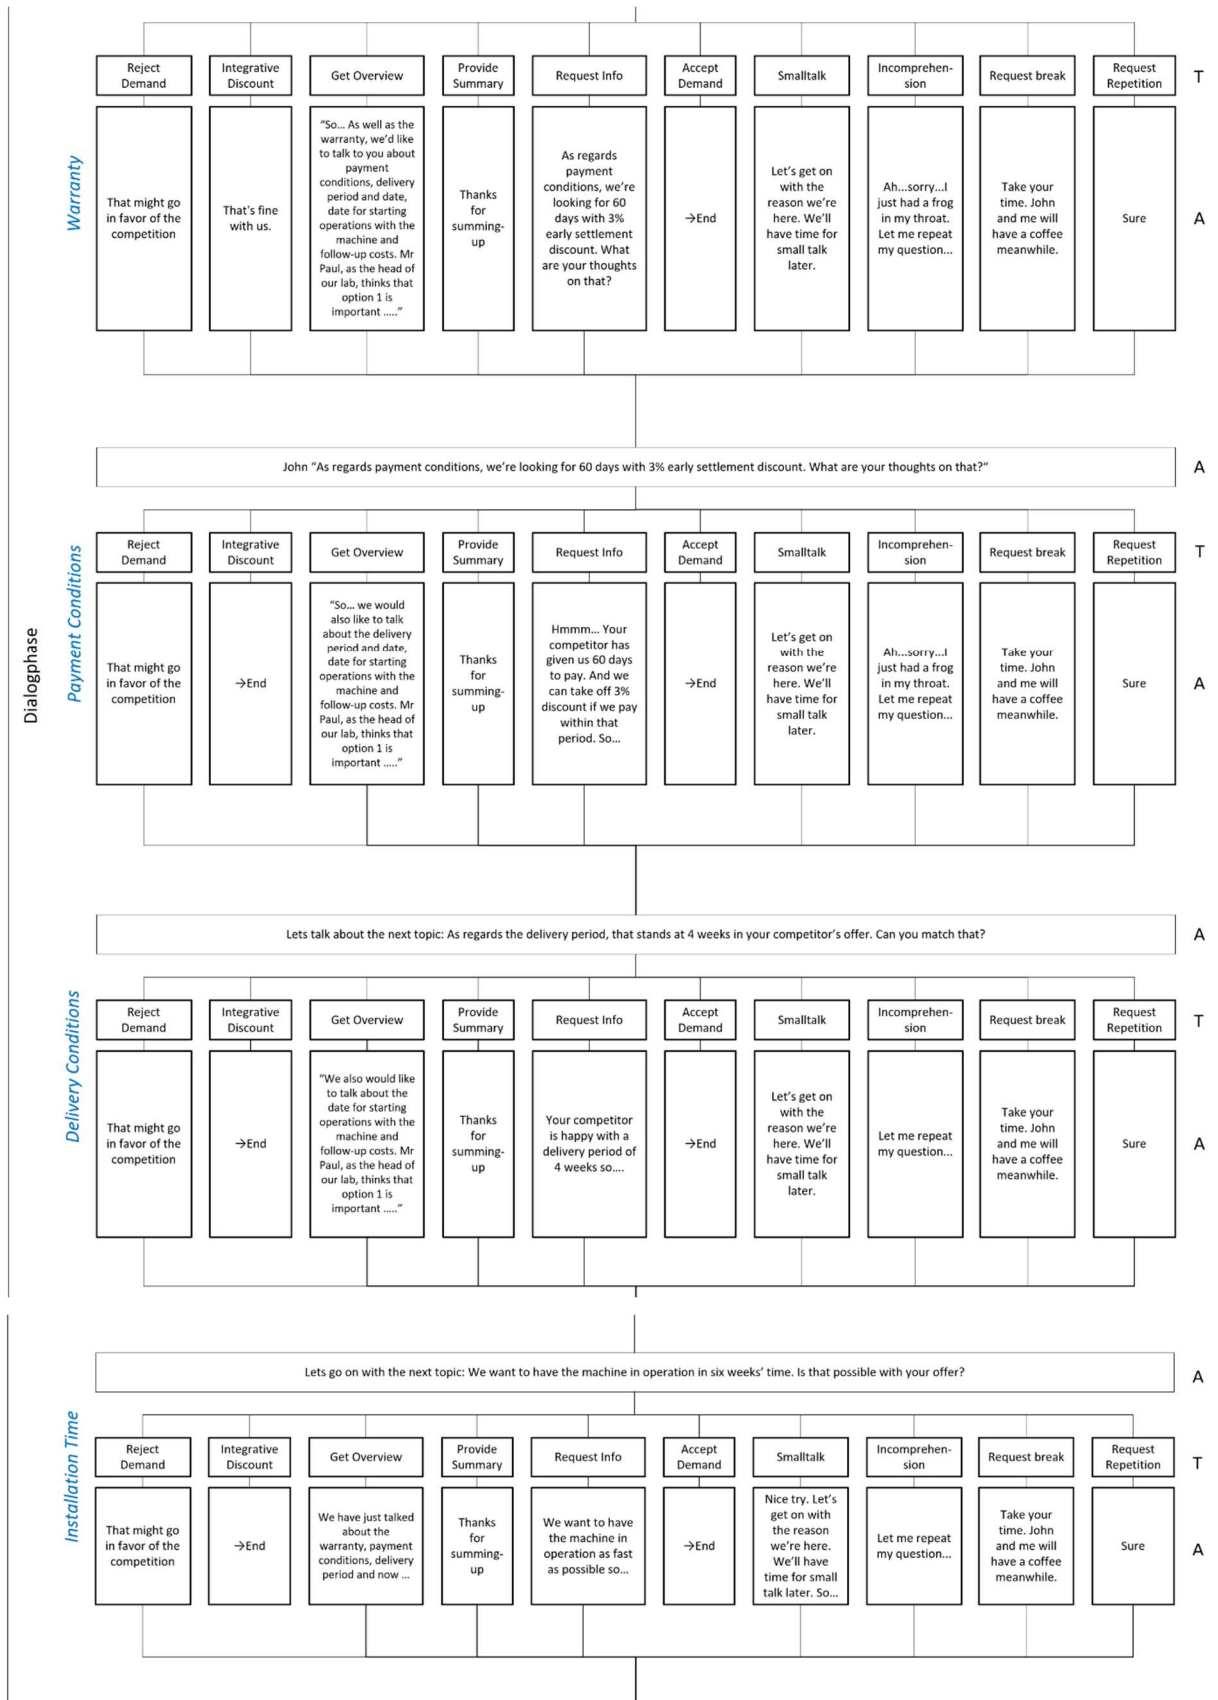 Dialogphase
Warranty
Reject
Demand
Integrative
Discount
Get Overview
Provide
Summary
Request Info
Accept
Demand
Smalltalk
Incomprehen-
sion
Request break
Request
Repetition
T
That might go
in favor of the
competition
That's fine
with us.
"So... As well as the
warranty, we'd like
to talk to you about
payment
conditions, delivery
period and date,
date for starting
operations with the
machine and
follow-up costs. Mr
Paul, as the head of
our lab, thinks that
option 1 is
important ....."
Thanks
for
summing-
up
As regards
payment
conditions, we're
looking for 60
days with 3%
early settlement
discount. What
are your thoughts
on that?
→End
Let's get on
with the
reason we're
here. We'll
have time for
small talk
later.
Ah...sorry...I
just had a frog
in my throat.
Let me repeat
my question...
Take your
time. John
and me will
have a coffee
meanwhile.
Sure
A
John "As regards payment conditions, we're looking for 60 days with 3% early settlement discount. What are your thoughts on that?"
A
Payment Conditions
Reject
Demand
Integrative
Discount
Get Overview
Provide
Summary
Request Info
Accept
Demand
Smalltalk
Incomprehen-
sion
Request break
Request
Repetition
T
That might go
in favor of the
competition
→End
"So... we would
also like to talk
about the delivery
period and date,
date for starting
operations with the
machine and
follow-up costs. Mr
Paul, as the head of
our lab, thinks that
option 1 is
important ....."
Thanks
for
summing-
up
Hmmm... Your
competitor has
given us 60 days
to pay. And we
can take off 3%
discount if we pay
within that
period. So...
→End
Let's get on
with the
reason we're
here. We'll
have time for
small talk
later.
Ah...sorry...I
just had a frog
in my throat.
Let me repeat
my question...
Take your
time. John
and me will
have a coffee
meanwhile.
Sure
A
Lets talk about the next topic: As regards the delivery period, that stands at 4 weeks in your competitor's offer. Can you match that?
A
Delivery Conditions
Reject
Demand
Integrative
Discount
Get Overview
Provide
Summary
Request Info
Accept
Demand
Smalltalk
Incomprehen-
sion
Request break
Request
Repetition
T
That might go
in favor of the
competition
→End
"We also would like
to talk about the
date for starting
operations with the
machine and
follow-up costs. Mr
Paul, as the head of
our lab, thinks that
option 1 is
important ....."
Thanks
for
summing-
up
Your competitor
is happy with a
delivery period of
4 weeks so....
→End
Let's get on
with the
reason we're
here. We'll
have time for
small talk
later.
Let me repeat
my question...
Take your
time. John
and me will
have a coffee
meanwhile.
Sure
A
Lets go on with the next topic: We want to have the machine in operation in six weeks' time. Is that possible with your offer?
A
Installation Time
Reject
Demand
Integrative
Discount
Get Overview
Provide
Summary
Request Info
Accept
Demand
Smalltalk
Incomprehen-
sion
Request break
Request
Repetition
T
That might go
in favor of the
competition
→End
We have just talked
about the
warranty, payment
conditions, delivery
period and now ...
Thanks
for
summing-
up
We want to have
the machine in
operation as fast
as possible so...
→End
Nice try. Let's
get on with
the reason
we're here.
We'll have
time for small
talk later. So...
Let me repeat
my question...
Take your
time. John
and me will
have a coffee
meanwhile.
Sure
A